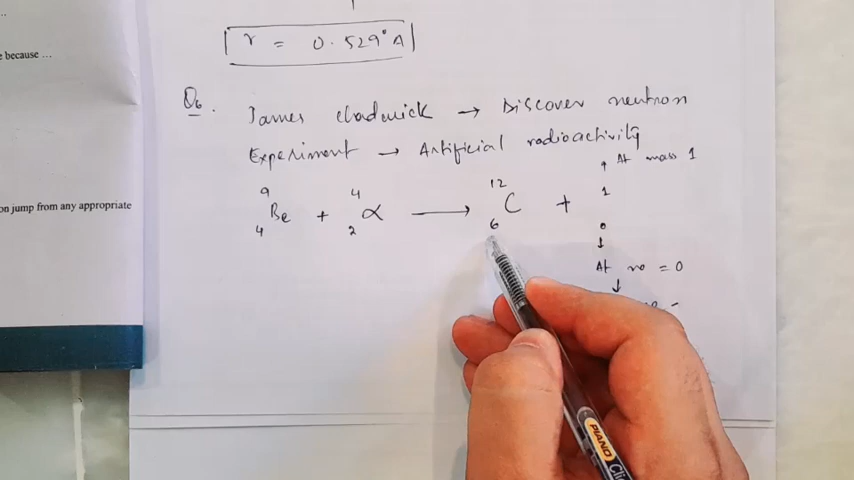 ...
e because ...
on jump from any appropriate
r = 0.529°A
Q6. James chadwick → Discover neutron
Experiment → Artificial radioactivity
↑ At mass 1
9 4 12 1
Be + α → C +
4 2 6 0
↓
At no = 0
↓
PIANO Cli